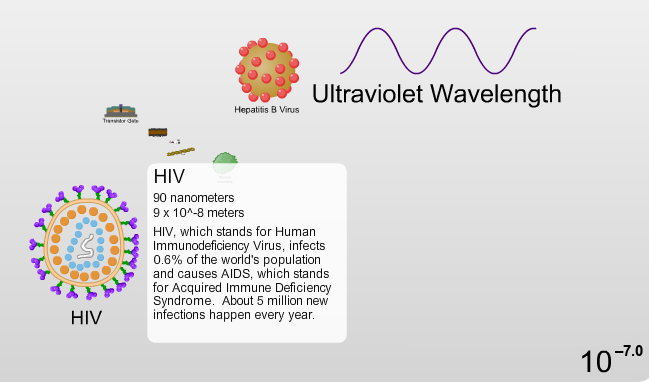 Hepatitis B Virus
Ultraviolet Wavelength
Transistor Gate
HIV
90 nanometers
9 x 10^-8 meters
HIV, which stands for Human
Immunodeficiency Virus, infects
0.6% of the world's population
and causes AIDS, which stands
for Acquired Immune Deficiency
Syndrome.  About 5 million new
infections happen every year.
HIV
10 –7.0